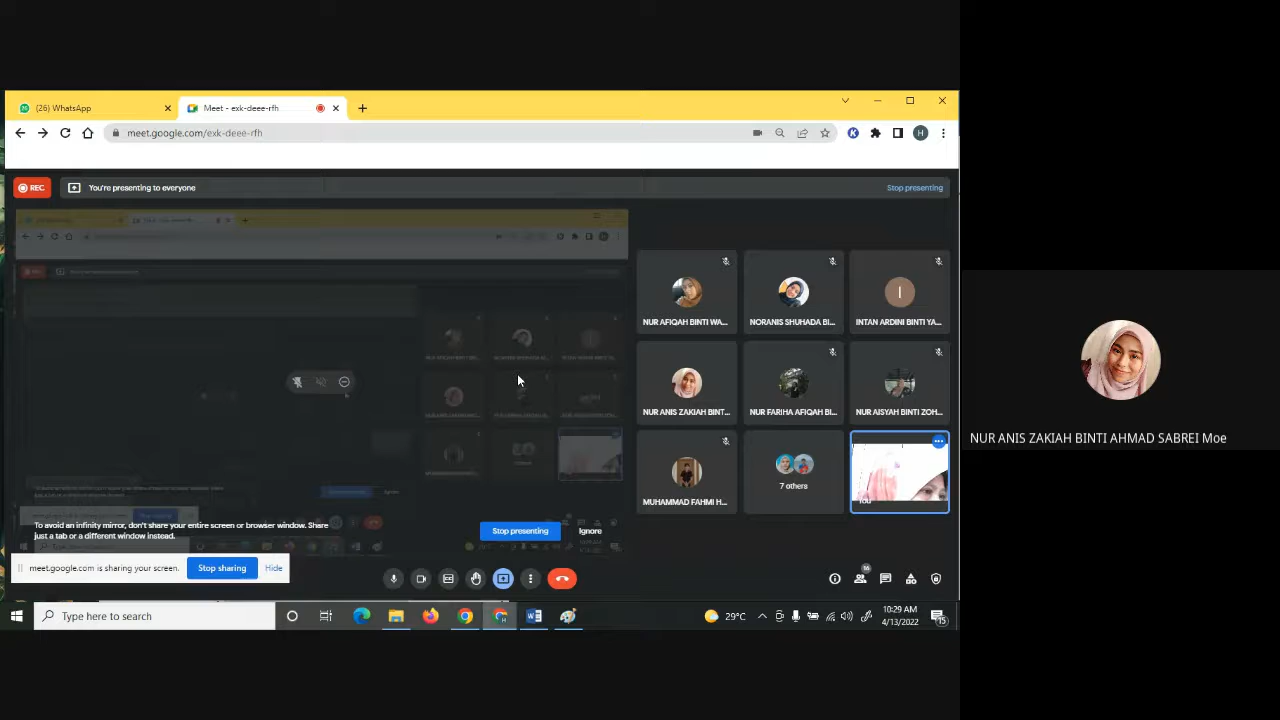 (26) WhatsApp
Meet - exk-deee-rfh
meet.google.com/exk-deee-rfh
H
REC
You're presenting to everyone
Stop presenting
I
NUR AFIQAH BINTI WA...
NORANIS SHUHADA BI...
INTAN ARDINI BINTI YA...
NUR ANIS ZAKIAH BINT...
NUR FARIHA AFIQAH BI...
NUR AISYAH BINTI ZOH...
MUHAMMAD FAHMI H...
7 others
You
NUR ANIS ZAKIAH BINTI AHMAD SABREI Moe
To avoid an infinity mirror, don't share your entire screen or browser window. Share
just a tab or a different window instead.
Stop presenting
Ignore
meet.google.com is sharing your screen.
Stop sharing
Hide
16
Type here to search
29°C
10:29 AM
4/13/2022
15